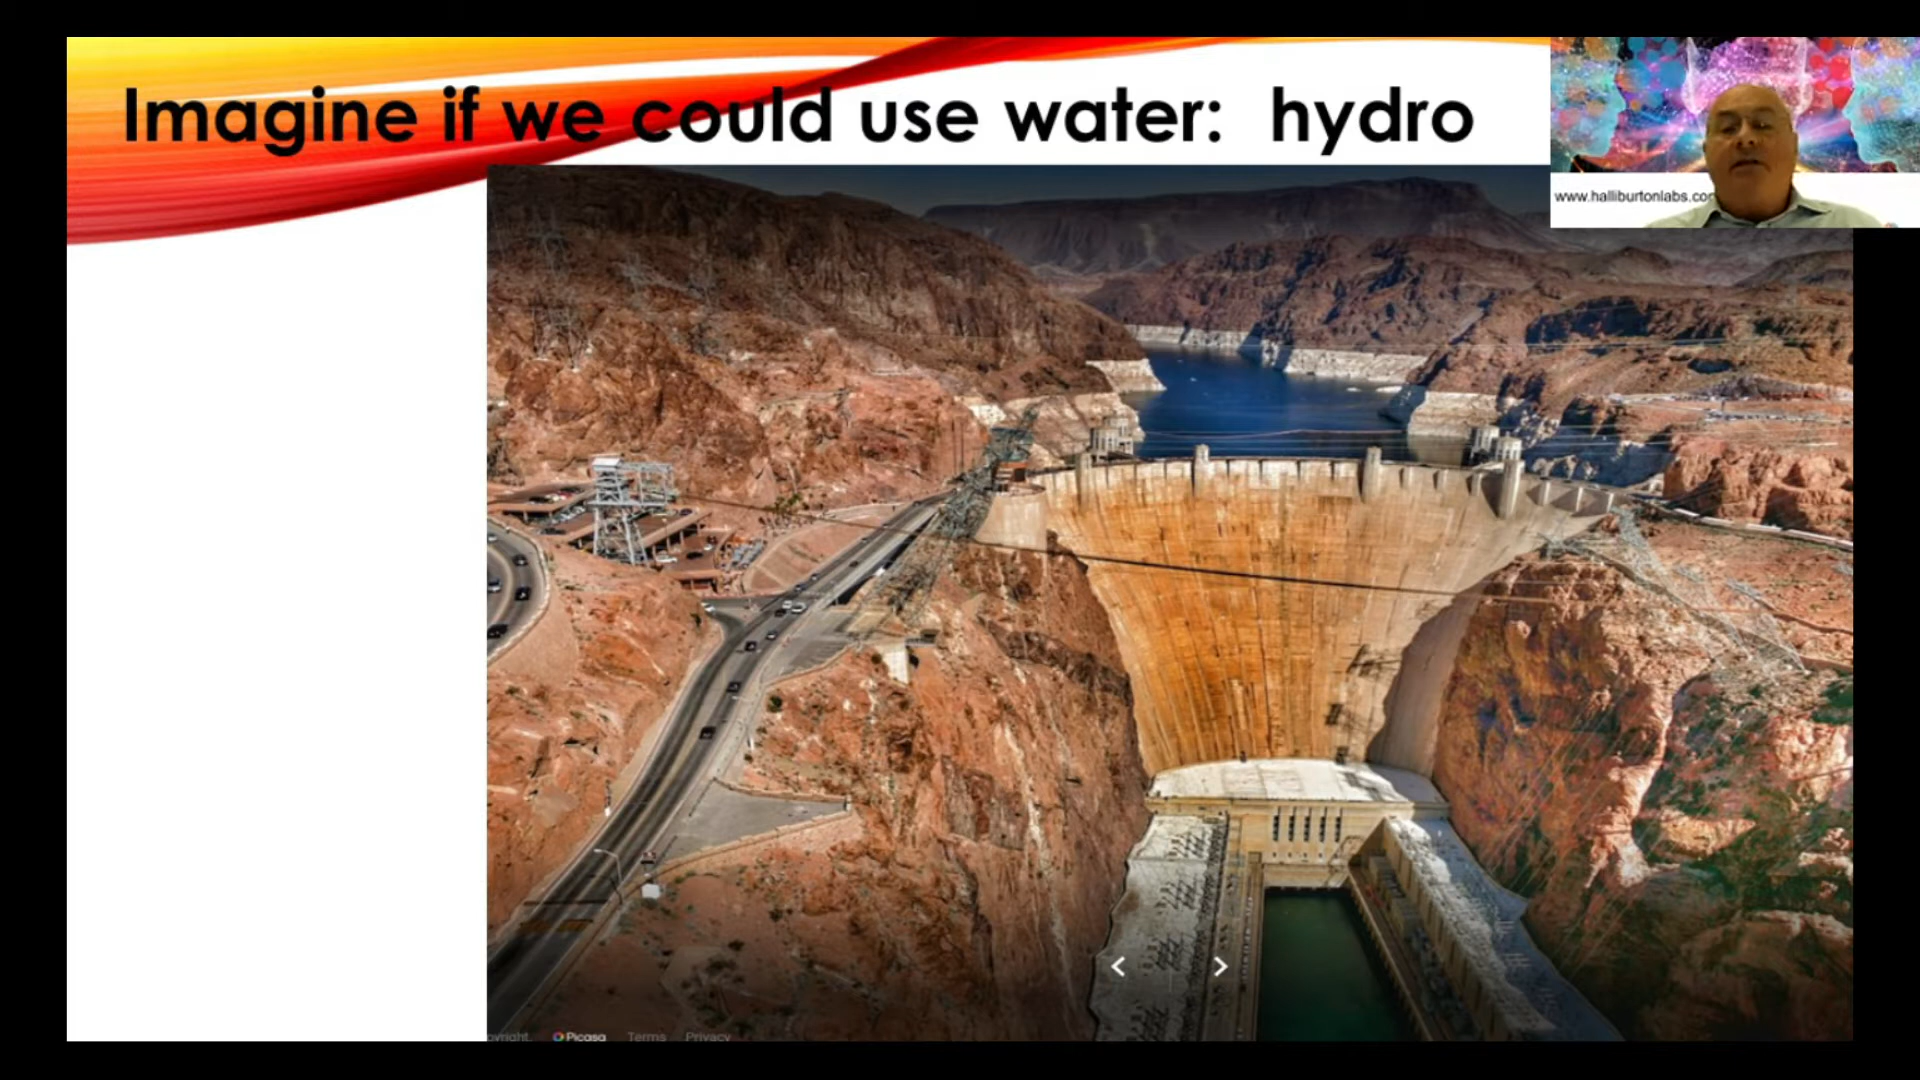 Imagine if we could use water: hydro
www.halliburtonlabs.co
Picasa Terms Privacy